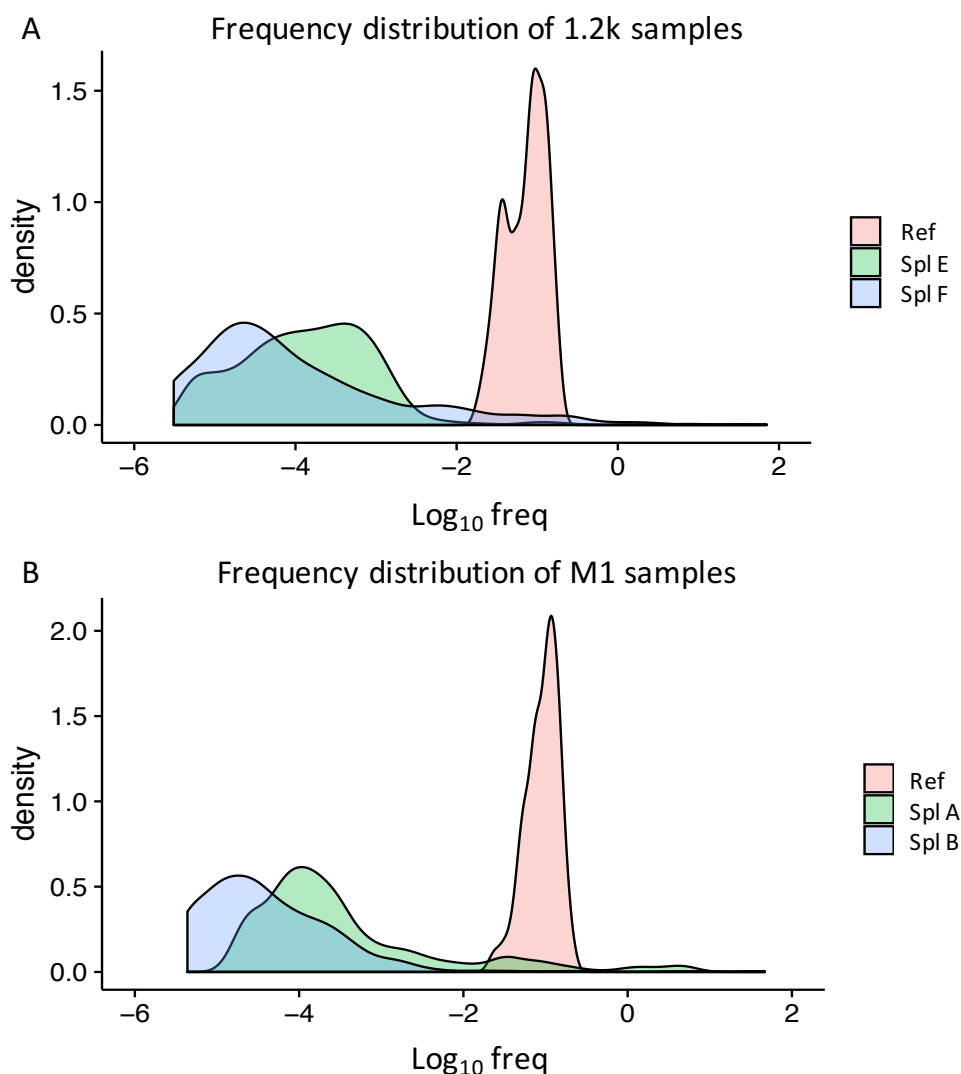 A
Frequency distribution of 1.2k samples
density
1.5
1.0
0.5
0.0
−6 −4 −2 0 2
Log10 freq
Ref
Spl E
Spl F
B
Frequency distribution of M1 samples
density
2.0
1.5
1.0
0.5
0.0
−6 −4 −2 0 2
Log10 freq
Ref
Spl A
Spl B